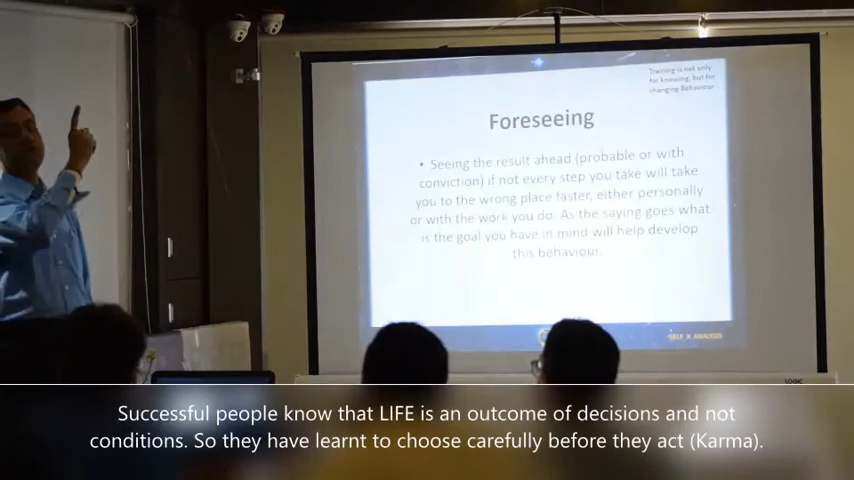 Training is not only
for knowing, but for
changing Behaviour
Foreseeing
• Seeing the result ahead (probable or with
conviction) if not every step you take will take
you to the wrong place faster, either personally
or with the work you do. As the saying goes what
is the goal you have in mind will help develop
this behaviour.
SELF X ANALYSIS
LOGIC
Successful people know that LIFE is an outcome of decisions and not
conditions. So they have learnt to choose carefully before they act (Karma).